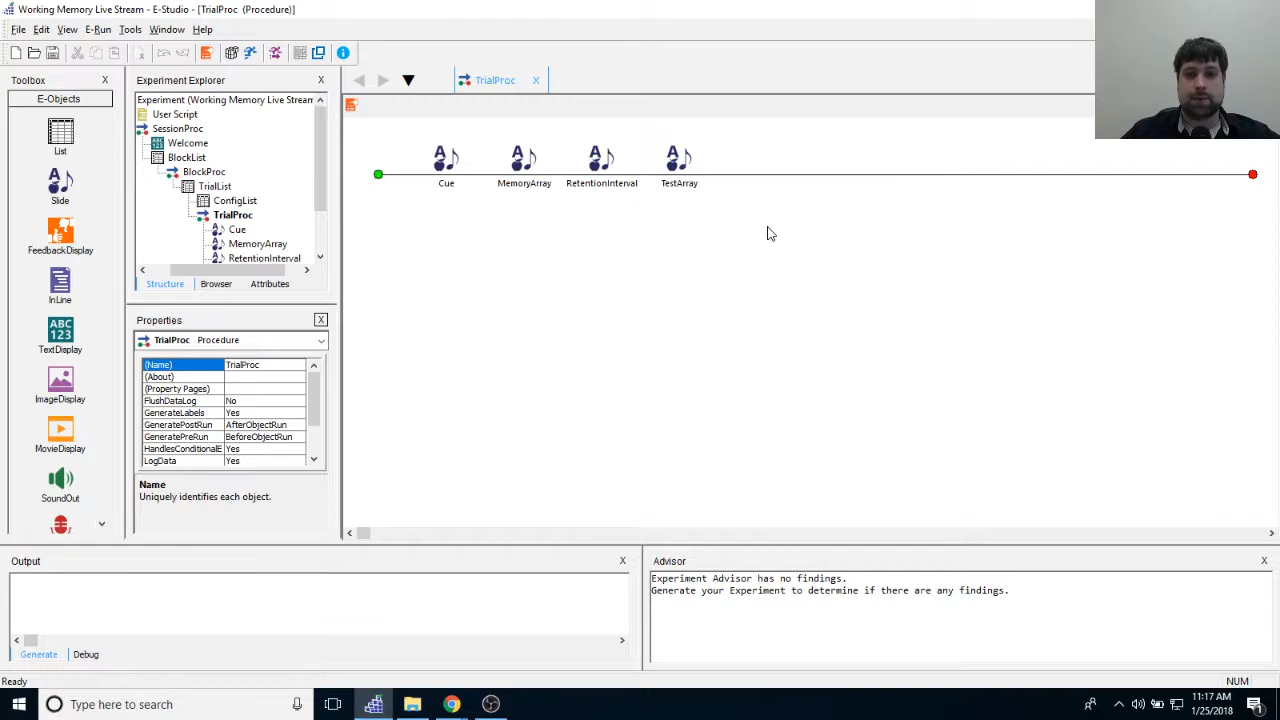 Working Memory Live Stream - E-Studio - [TrialProc (Procedure)]
File Edit View E-Run Tools Window Help
Toolbox X
E-Objects
List
Slide
FeedbackDisplay
InLine
ABC
123
TextDisplay
ImageDisplay
MovieDisplay
SoundOut
Experiment Explorer X
Experiment (Working Memory Live Stream
User Script
SessionProc
Welcome
BlockList
BlockProc
TrialList
ConfigList
TrialProc
Cue
MemoryArray
RetentionInterval
Structure Browser Attributes
Properties X
TrialProc Procedure
(Name) TrialProc
(About)
(Property Pages)
FlushDataLog No
GenerateLabels Yes
GeneratePostRun AfterObjectRun
GeneratePreRun BeforeObjectRun
HandlesConditionalE Yes
LogData Yes
Name
Uniquely identifies each object.
TrialProc X
Cue MemoryArray RetentionInterval TestArray
Output X
Generate Debug
Advisor X
Experiment Advisor has no findings.
Generate your Experiment to determine if there are any findings.
Ready NUM
Type here to search
11:17 AM
1/25/2018